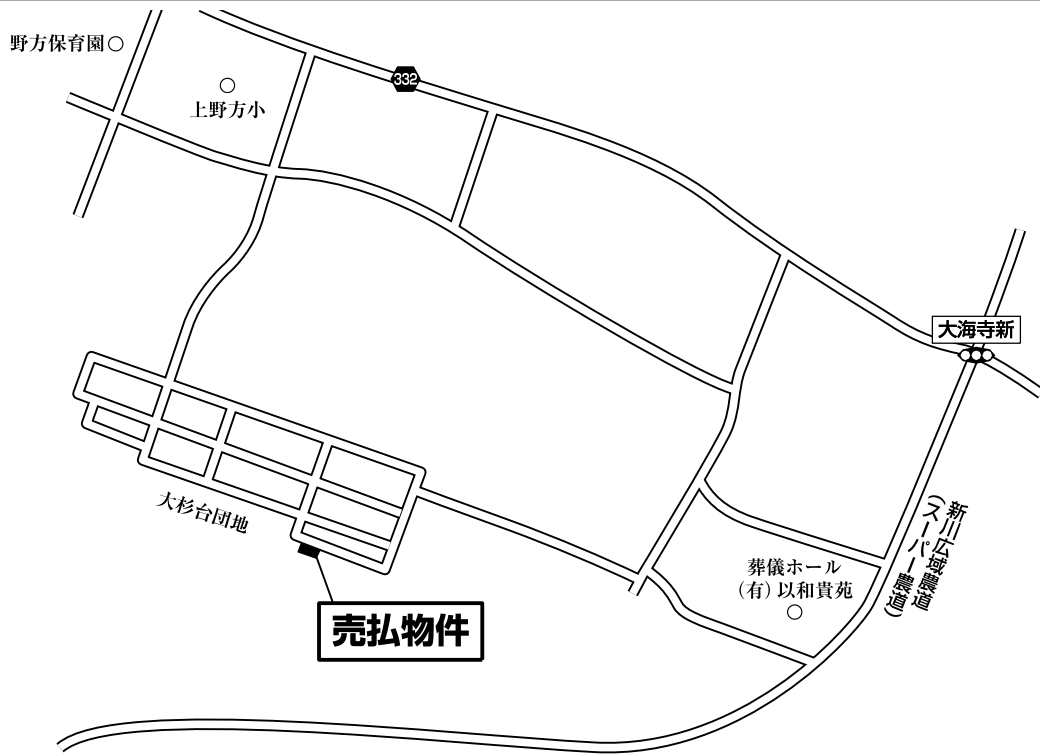 野方保育園
上野方小
332
大海寺新
大杉台団地
新川広域農道
(スーパー農道)
葬儀ホール
(有)以和貴苑
売払物件